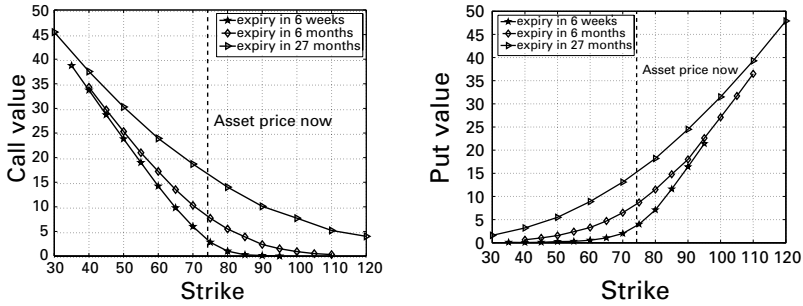 expiry in 6 weeks
expiry in 6 months
expiry in 27 months
Asset price now
Call value
50
45
40
35
30
25
20
15
10
5
0
30 40 50 60 70 80 90 100 110 120
Strike
expiry in 6 weeks
expiry in 6 months
expiry in 27 months
Asset price now
Put value
50
45
40
35
30
25
20
15
10
5
0
30 40 50 60 70 80 90 100 110 120
Strike